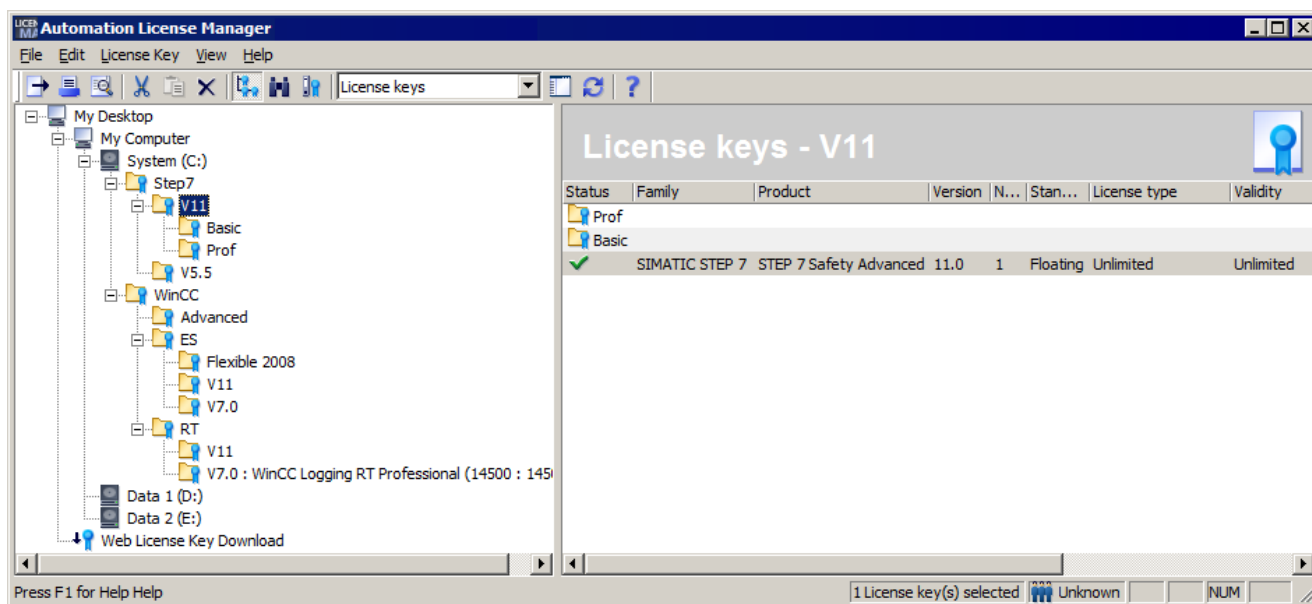 Automation License Manager
File Edit License Key View Help
License keys
My Desktop
My Computer
System (C:)
Step7
V11
Basic
Prof
V5.5
WinCC
Advanced
ES
Flexible 2008
V11
V7.0
RT
V11
V7.0 : WinCC Logging RT Professional (14500 : 145
Data 1 (D:)
Data 2 (E:)
Web License Key Download
License keys - V11
Status Family Product Version N... Stan... License type Validity
Prof
Basic
SIMATIC STEP 7 STEP 7 Safety Advanced 11.0 1 Floating Unlimited Unlimited
Press F1 for Help Help 1 License key(s) selected Unknown NUM